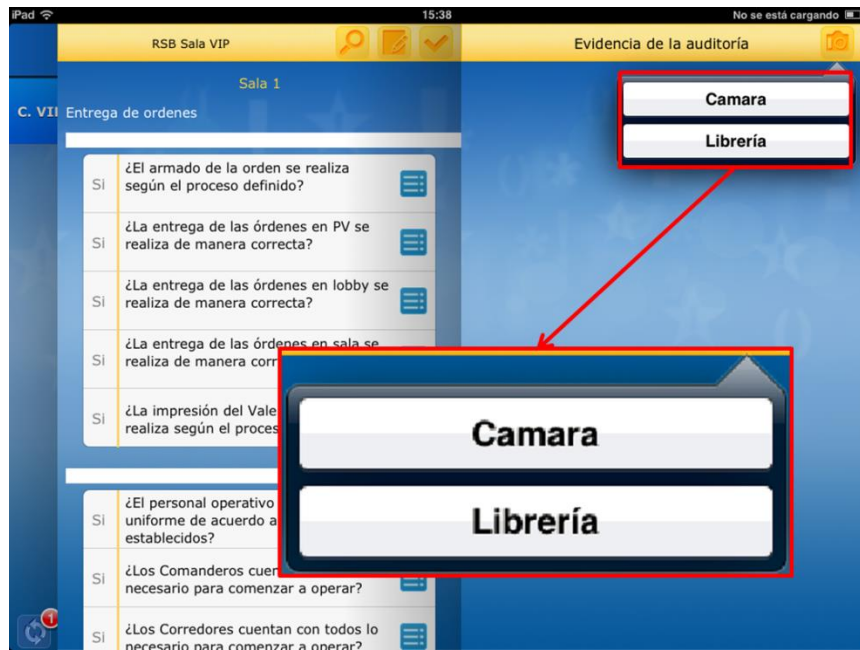 iPad
15:38
No se está cargando
RSB Sala VIP
Evidencia de la auditoría
Sala 1
C. VII
Entrega de ordenes
Camara
Librería
Si
¿El armado de la orden se realiza
según el proceso definido?
Si
¿La entrega de las órdenes en PV se
realiza de manera correcta?
Si
¿La entrega de las órdenes en lobby se
realiza de manera correcta?
Si
¿La entrega de las órdenes en sala se
realiza de manera
Si
¿La impresión del Vale
realiza según el
Si
¿El personal operativo
uniforme de acuerdo a
establecidos?
Si
¿Los Comanderos
necesario para comenzar a operar?
Si
¿Los Corredores cuentan con todos lo
necesario para comenzar a operar?
Camara
Librería
1